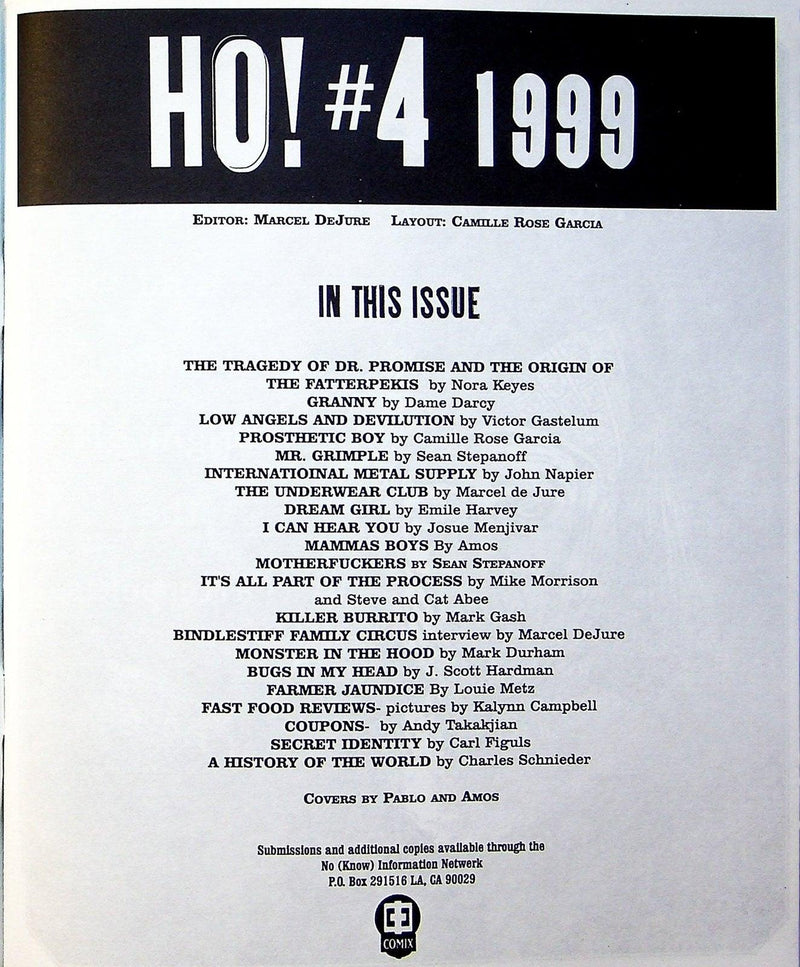 HO! #4 1999
EDITOR: MARCEL DEJURE LAYOUT: CAMILLE ROSE GARCIA
IN THIS ISSUE
THE TRAGEDY OF DR. PROMISE AND THE ORIGIN OF
THE FATTERPEKIS by Nora Keyes
GRANNY by Dame Darcy
LOW ANGELS AND DEVILUTION by Victor Gastelum
PROSTHETIC BOY by Camille Rose Garcia
MR. GRIMPLE by Sean Stepanoff
INTERNATIOINAL METAL SUPPLY by John Napier
THE UNDERWEAR CLUB by Marcel de Jure
DREAM GIRL by Emile Harvey
I CAN HEAR YOU by Josue Menjivar
MAMMAS BOYS By Amos
MOTHERFUCKERS BY SEAN STEPANOFF
IT'S ALL PART OF THE PROCESS by Mike Morrison
and Steve and Cat Abee
KILLER BURRITO by Mark Gash
BINDLESTIFF FAMILY CIRCUS interview by Marcel DeJure
MONSTER IN THE HOOD by Mark Durham
BUGS IN MY HEAD by J. Scott Hardman
FARMER JAUNDICE By Louie Metz
FAST FOOD REVIEWS- pictures by Kalynn Campbell
COUPONS- by Andy Takakjian
SECRET IDENTITY by Carl Figuls
A HISTORY OF THE WORLD by Charles Schnieder
COVERS BY PABLO AND AMOS
Submissions and additional copies available through the
No (Know) Information Netwerk
P.O. Box 291516 LA, CA 90029
COMIX